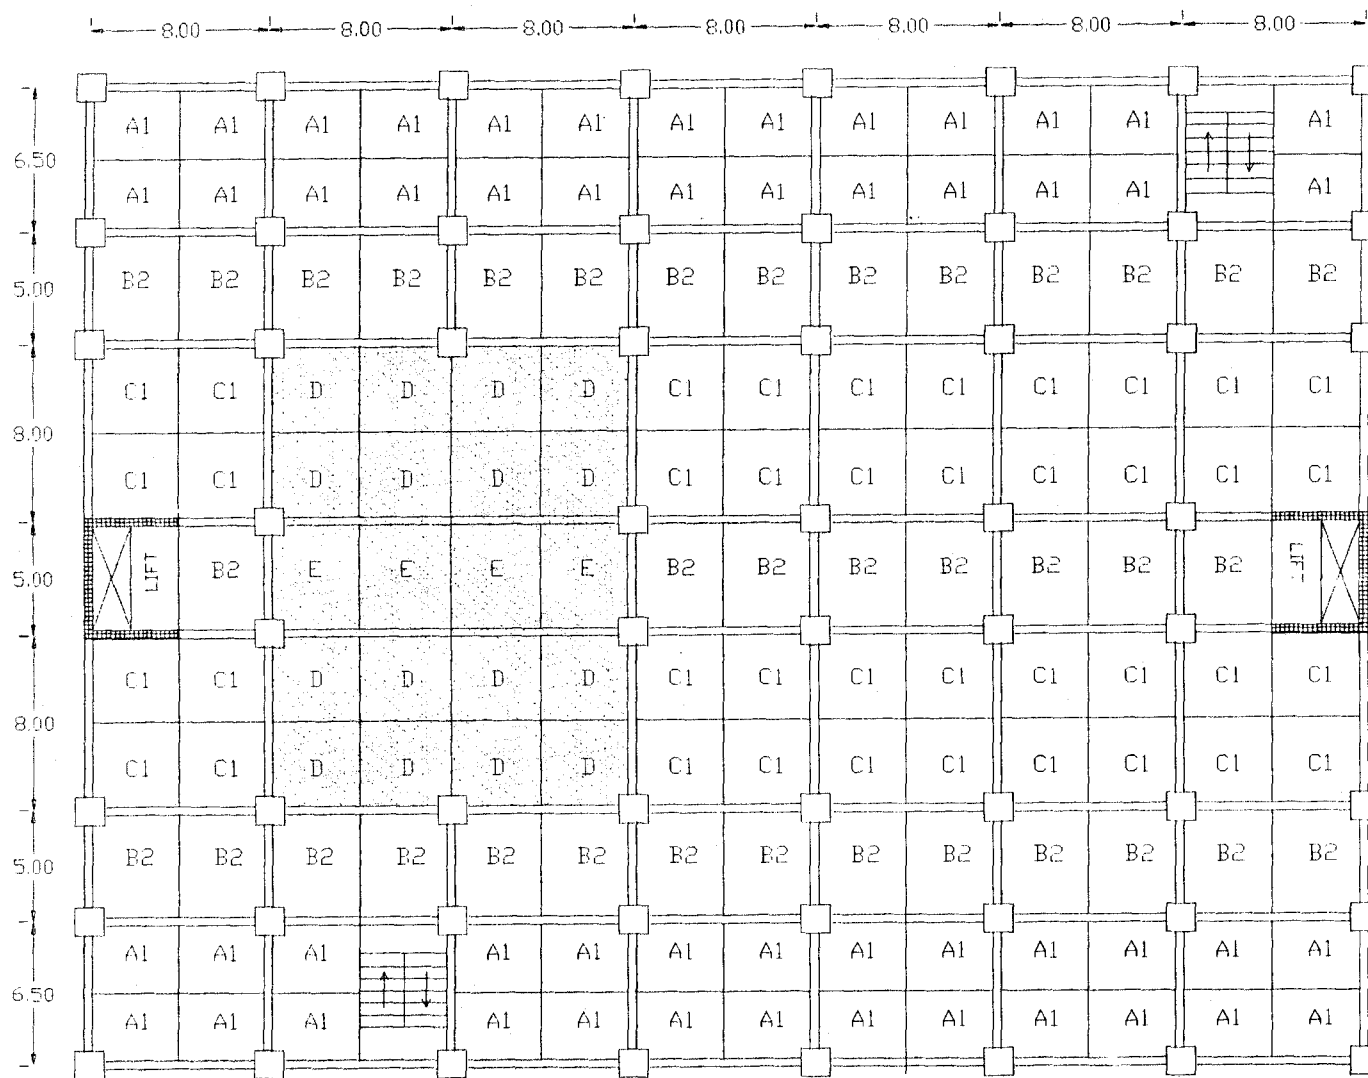 8.00 8.00 8.00 8.00 8.00 8.00 8.00
A1 A1 A1 A1 A1 A1 A1 A1 A1 A1 A1 A1 A1
6.50
A1 A1 A1 A1 A1 A1 A1 A1 A1 A1 A1 A1 A1
5.00 B2 B2 B2 B2 B2 B2 B2 B2 B2 B2 B2 B2 B2 B2
C1 C1 D D D D C1 C1 C1 C1 C1 C1 C1 C1
8.00
C1 C1 D D D D C1 C1 C1 C1 C1 C1 C1 C1
5.00 LIFT B2 E E E E B2 B2 B2 B2 B2 B2 B2 LIFT
C1 C1 D D D D C1 C1 C1 C1 C1 C1 C1 C1
8.00
C1 C1 D D D D C1 C1 C1 C1 C1 C1 C1 C1
5.00 B2 B2 B2 B2 B2 B2 B2 B2 B2 B2 B2 B2 B2 B2
A1 A1 A1 A1 A1 A1 A1 A1 A1 A1 A1 A1 A1
6.50
A1 A1 A1 A1 A1 A1 A1 A1 A1 A1 A1 A1 A1